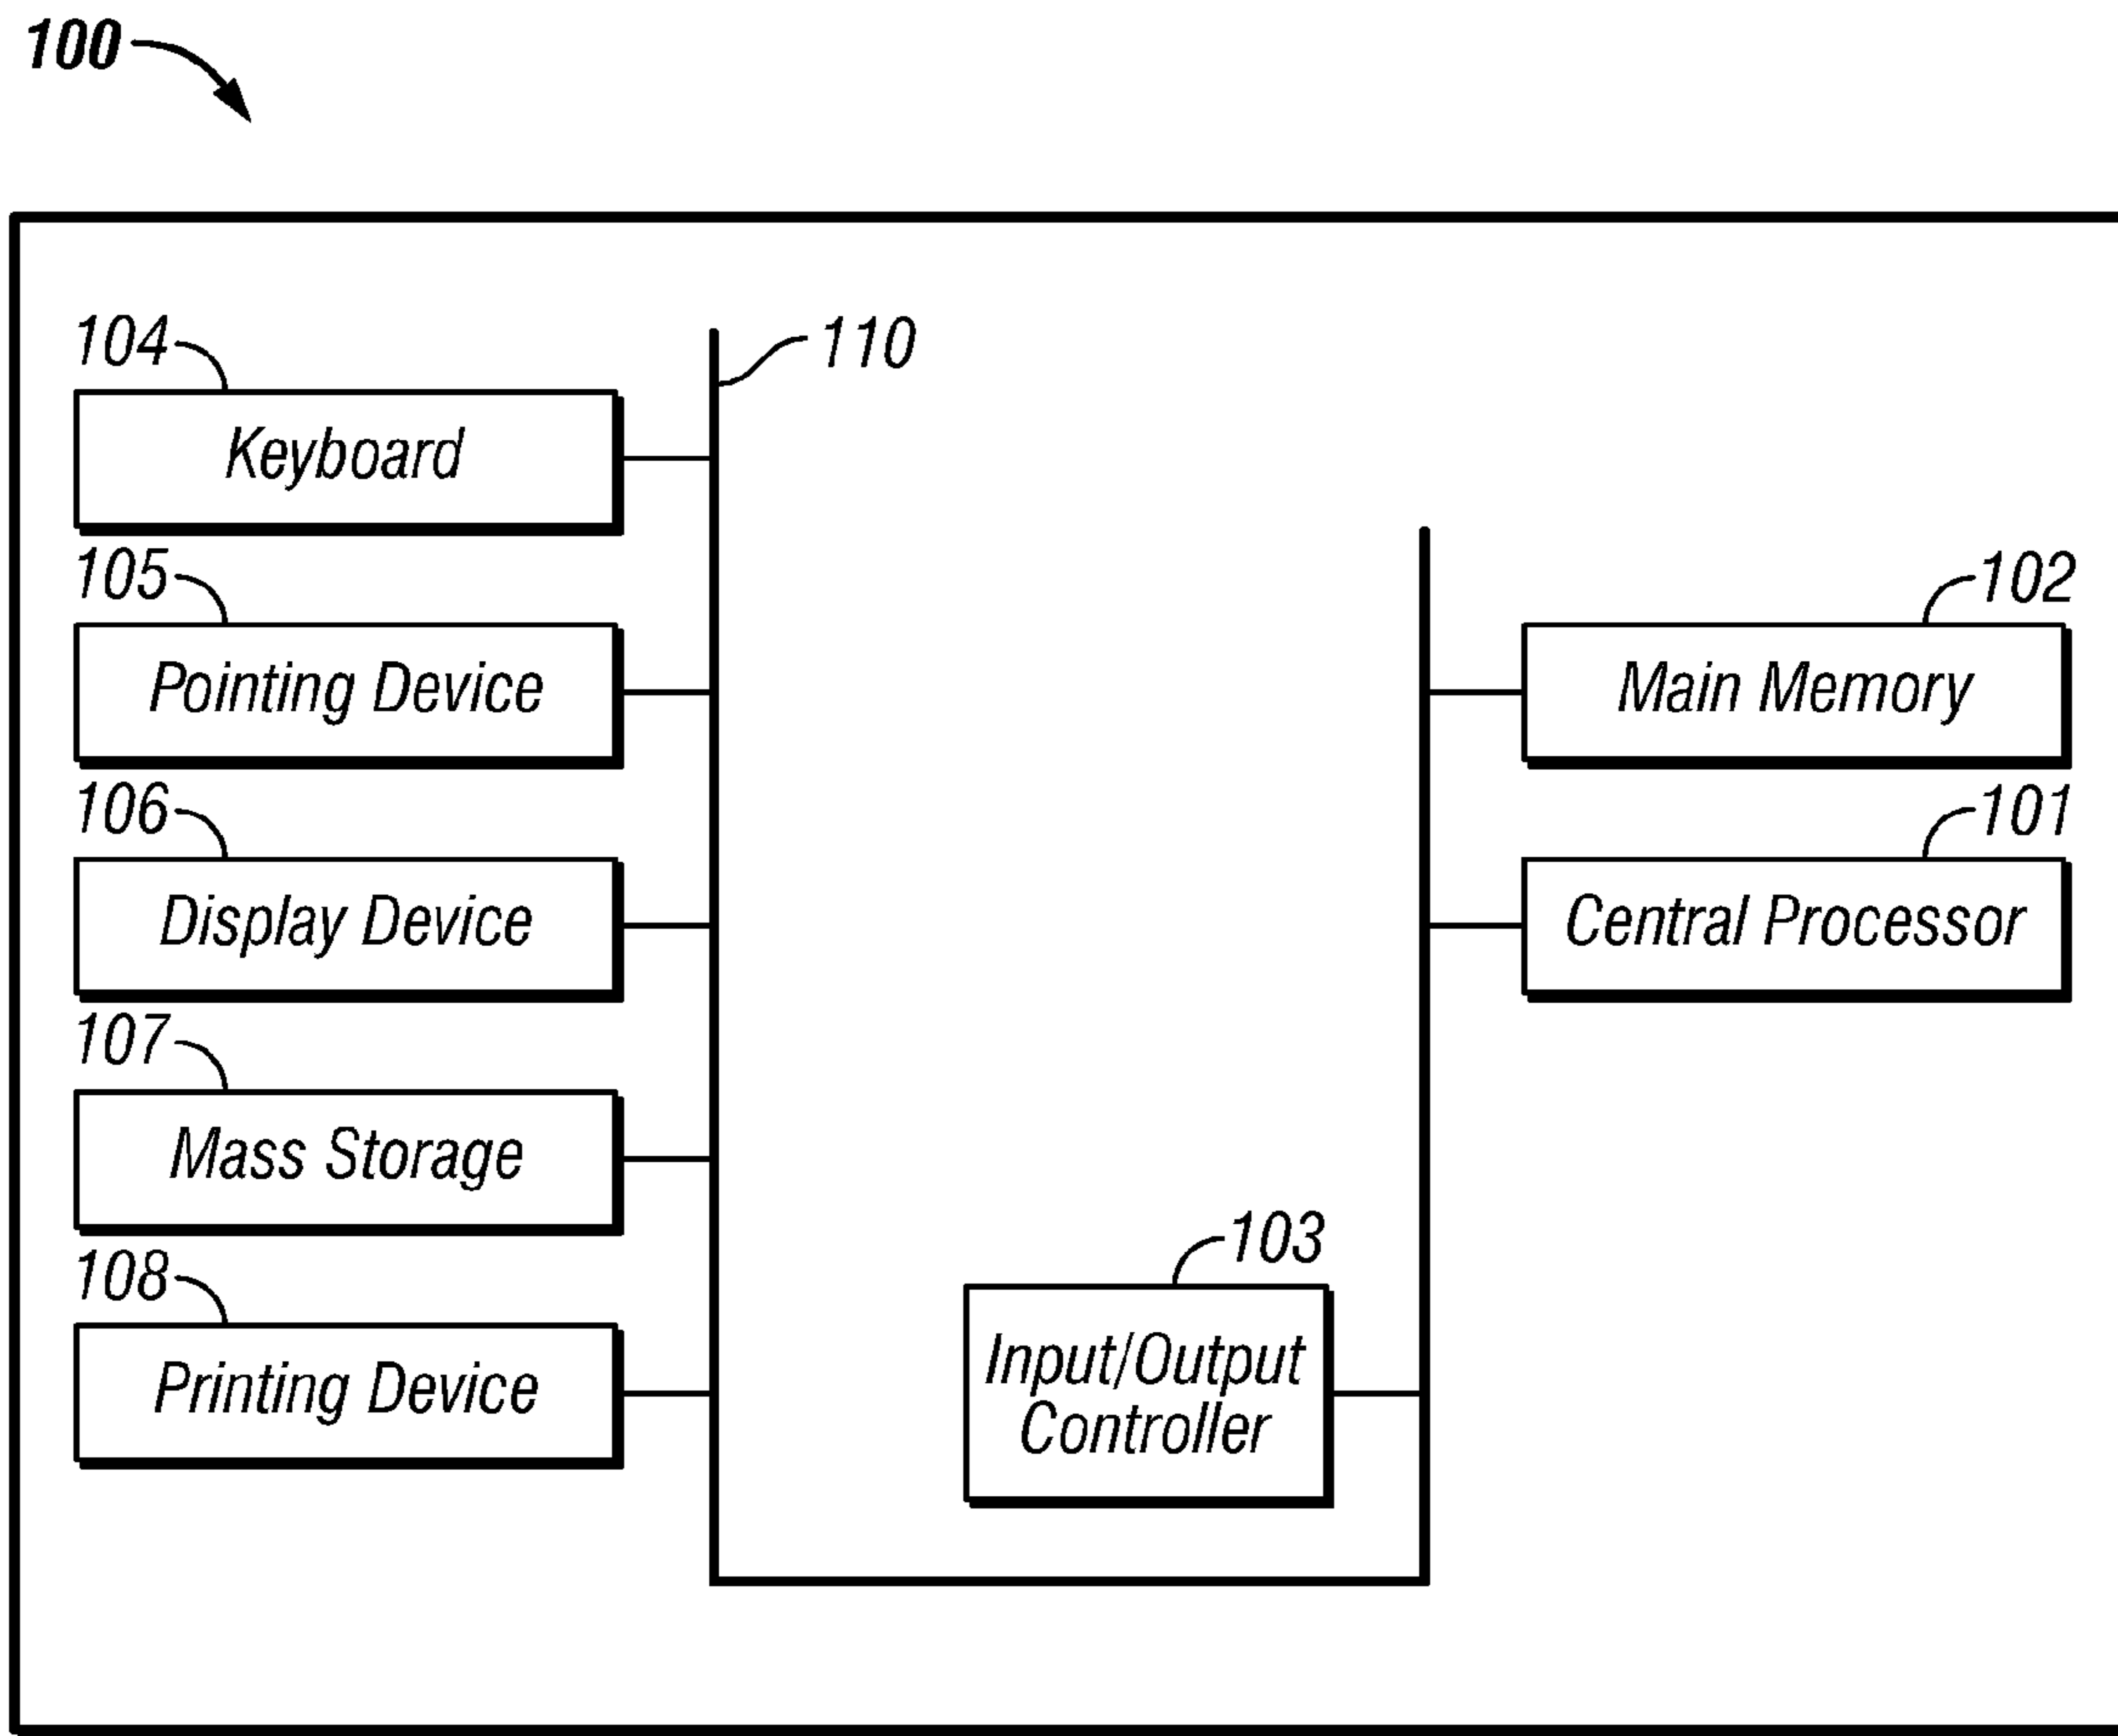 100
104
110
Keyboard
105
102
Pointing Device
Main Memory
106
101
Display Device
Central Processor
107
Mass Storage
103
108
Input/Output
Controller
Printing Device